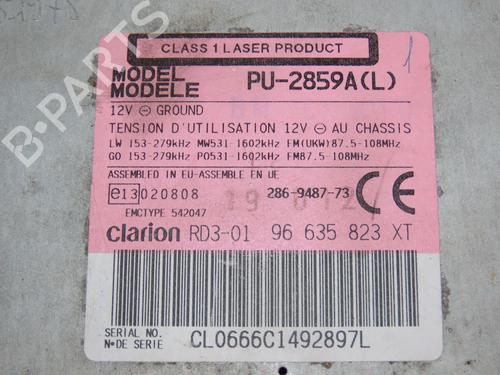 CLASS 1 LASER PRODUCT
MODEL
MODELE
PU-2859A(L)
12V ⊖ GROUND
TENSION D'UTILISATION 12V ⊖ AU CHASSIS
LW 153-279kHz MW531-1602kHz FM(UKW)87.5-108MHz
GO 153-279kHz PO531-1602kHz FM87.5-108MHz
ASSEMBLED IN EU-ASSEMBLE EN UE
e13 020808
286-9487-73
CE
EMCTYPE 542047
clarion RD3-01 96 635 823 XT
SERIAL NO.
N° DE SERIE
CL0666C1492897L
1